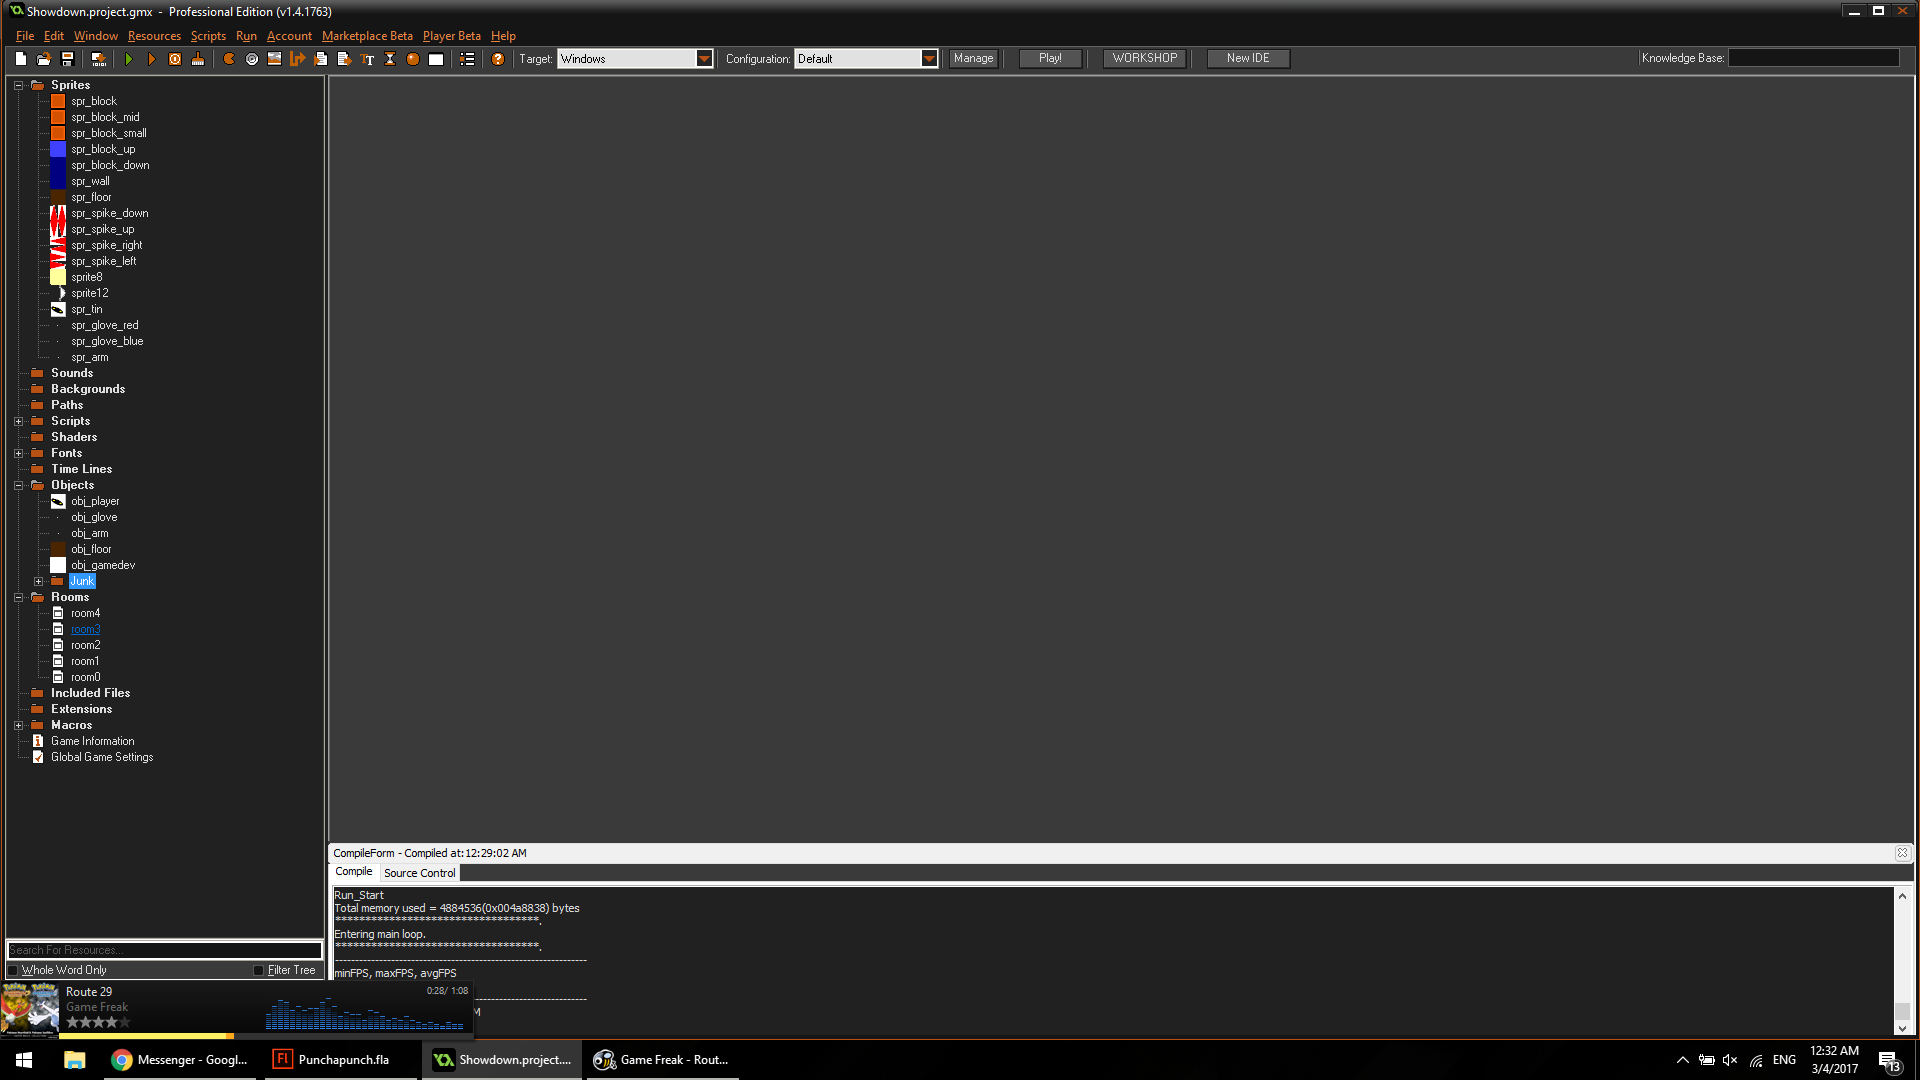 Showdown.project.gmx  -  Professional Edition (v1.4.1763)
File Edit Window Resources Scripts Run Account Marketplace Beta Player Beta Help
Target: Windows Configuration: Default Manage Play! WORKSHOP New IDE Knowledge Base:
Sprites
spr_block
spr_block_mid
spr_block_small
spr_block_up
spr_block_down
spr_wall
spr_floor
spr_spike_down
spr_spike_up
spr_spike_right
spr_spike_left
sprite8
sprite12
spr_tin
spr_glove_red
spr_glove_blue
spr_arm
Sounds
Backgrounds
Paths
Scripts
Shaders
Fonts
Time Lines
Objects
obj_player
obj_glove
obj_arm
obj_floor
obj_gamedev
Junk
Rooms
room4
room3
room2
room1
room0
Included Files
Extensions
Macros
Game Information
Global Game Settings
Search For Resources...
Whole Word Only Filter Tree
CompileForm - Compiled at: 12:29:02 AM
Compile Source Control
Run_Start
Total memory used = 4884536(0x004a8838) bytes
**********************************.
Entering main loop.
**********************************.
---------------------------------------------------------------
minFPS, maxFPS, avgFPS
M
Route 29 0:28/ 1:08
Game Freak
Messenger - Googl...
Punchapunch.fla
Showdown.project....
Game Freak - Rout...
ENG
12:32 AM
3/4/2017
13